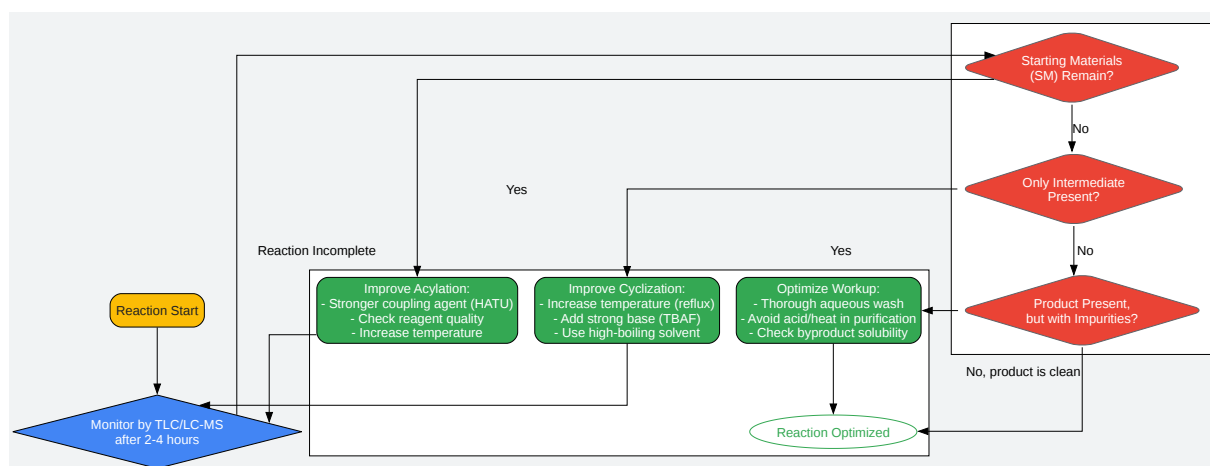 Starting Materials
(SM) Remain?
No
Only Intermediate
Present?
Yes
No
Reaction Incomplete
Yes
Improve Acylation:
- Stronger coupling agent (HATU)
- Check reagent quality
- Increase temperature
Improve Cyclization:
- Increase temperature (reflux)
- Add strong base (TBAF)
- Use high-boiling solvent
Optimize Workup:
- Thorough aqueous wash
- Avoid acid/heat in purification
- Check byproduct solubility
Product Present,
but with Impurities?
Reaction Start
No, product is clean
Monitor by TLC/LC-MS
after 2-4 hours
Reaction Optimized